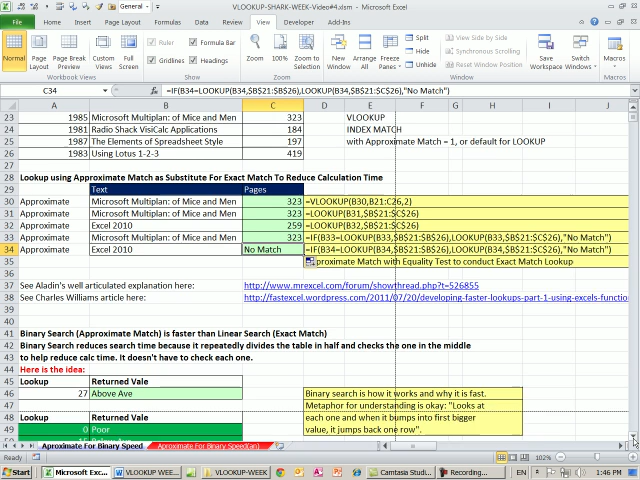 General
VLOOKUP-SHARK-WEEK-Video#4.xlsm - Microsoft Excel
File Home Insert Page Layout Formulas Data Review View Developer Add-Ins
Normal Page Layout Page Break Preview Custom Views Full Screen
Workbook Views
Ruler Formula Bar
Gridlines Headings
Show
Zoom 100% Zoom to Selection
Zoom
New Window Arrange All Freeze Panes
Split
Hide
Unhide
View Side by Side
Synchronous Scrolling
Reset Window Position
Window
Save Workspace Switch Windows
Macros
Macros
C34 =IF(B34=LOOKUP(B34,$B$21:$B$26),LOOKUP(B34,$B$21:$C$26),"No Match")
A B C D E F G H I J
23 1985 Microsoft Multiplan: of Mice and Men 323 VLOOKUP
24 1981 Radio Shack VisiCalc Applications 184 INDEX MATCH
25 1987 The Elements of Spreadsheet Style 197 with Approximate Match = 1, or default for LOOKUP
26 1983 Using Lotus 1-2-3 419
27
28 Lookup using Approximate Match as Substitute For Exact Match To Reduce Calculation Time
29 Text Pages
30 Approximate Microsoft Multiplan: of Mice and Men 323 =VLOOKUP(B30,B21:C26,2)
31 Approximate Microsoft Multiplan: of Mice and Men 323 =LOOKUP(B31,$B$21:$C$26)
32 Approximate Excel 2010 259 =LOOKUP(B32,$B$21:$C$26)
33 Approximate Microsoft Multiplan: of Mice and Men 323 =IF(B33=LOOKUP(B33,$B$21:$B$26),LOOKUP(B33,$B$21:$C$26),"No Match")
34 Approximate Excel 2010 No Match =IF(B34=LOOKUP(B34,$B$21:$B$26),LOOKUP(B34,$B$21:$C$26),"No Match")
35 proximate Match with Equality Test to conduct Exact Match Lookup
36
37 See Aladin's well articulated explanation here: http://www.mrexcel.com/forum/showthread.php?t=526855
38 See Charles Williams article here: http://fastexcel.wordpress.com/2011/07/20/developing-faster-lookups-part-1-using-excels-functio
39
40
41 Binary Search (Approximate Match) is faster than Linear Search (Exact Match)
42 Binary Search reduces search time because it repeatedly divides the table in half and checks the one in the middle
43 to help reduce calc time. It doesn't have to check each one.
44 Here is the idea:
45 Lookup Returned Vale
46 27 Above Ave Binary search is how it works and why it is fast.
47 Metaphor for understanding is okay: "Looks at
48 Lookup Returned Vale each one and when it bumps into first bigger
49 0 Poor value, it jumps back one row".
Aproximate For Binary Speed Aproximate For Binary Speed(an)
Ready 102%
Start Microsoft Exc... VLOOKUP WEE... VLOOKUP-WEEK Camtasia Studi... Recording... EN 1:46 PM